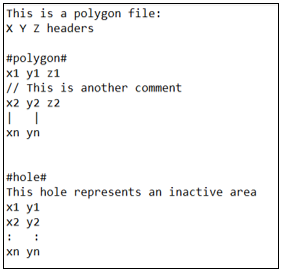 This is a polygon file:
X Y Z headers
#polygon#
x1 y1 z1
// This is another comment
x2 y2 z2
|   |
xn yn
#hole#
This hole represents an inactive area
x1 y1
x2 y2
:   :
xn yn